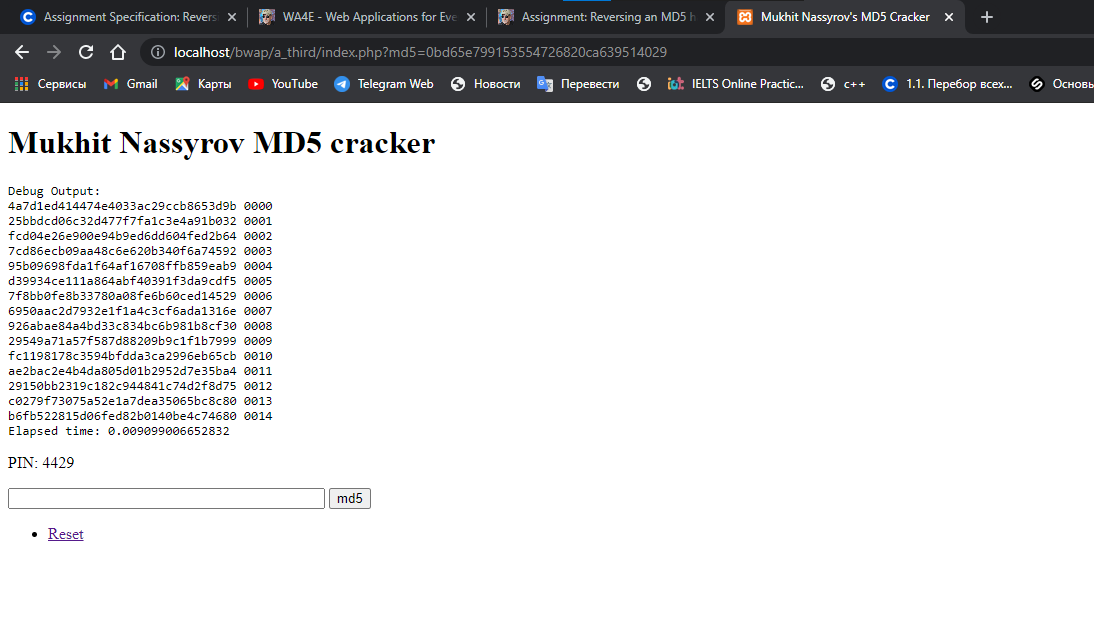 Assignment Specification: Revers
WA4E - Web Applications for Eve
Assignment: Reversing an MD5 h
Mukhit Nassyrov's MD5 Cracker
localhost/bwap/a_third/index.php?md5=0bd65e799153554726820ca639514029
Сервисы Gmail Карты YouTube Telegram Web Новости Перевести IELTS Online Practic... c++ 1.1. Перебор всех... Основы
Mukhit Nassyrov MD5 cracker
Debug Output:
4a7d1ed414474e4033ac29ccb8653d9b 0000
25bbdcd06c32d477f7fa1c3e4a91b032 0001
fcd04e26e900e94b9ed6dd604fed2b64 0002
7cd86ecb09aa48c6e620b340f6a74592 0003
95b09698fda1f64af16708ffb859eab9 0004
d39934ce111a864abf40391f3da9cdf5 0005
7f8bb0fe8b33780a08fe6b60ced14529 0006
6950aac2d7932e1f1a4c3cf6ada1316e 0007
926abae84a4bd33c834bc6b981b8cf30 0008
29549a71a57f587d88209b9c1f1b7999 0009
fc1198178c3594bfdda3ca2996eb65cb 0010
ae2bac2e4b4da805d01b2952d7e35ba4 0011
29150bb2319c182c944841c74d2f8d75 0012
c0279f73075a52e1a7dea35065bc8c80 0013
b6fb522815d06fed82b0140be4c74680 0014
Elapsed time: 0.009099006652832
PIN: 4429
md5
Reset